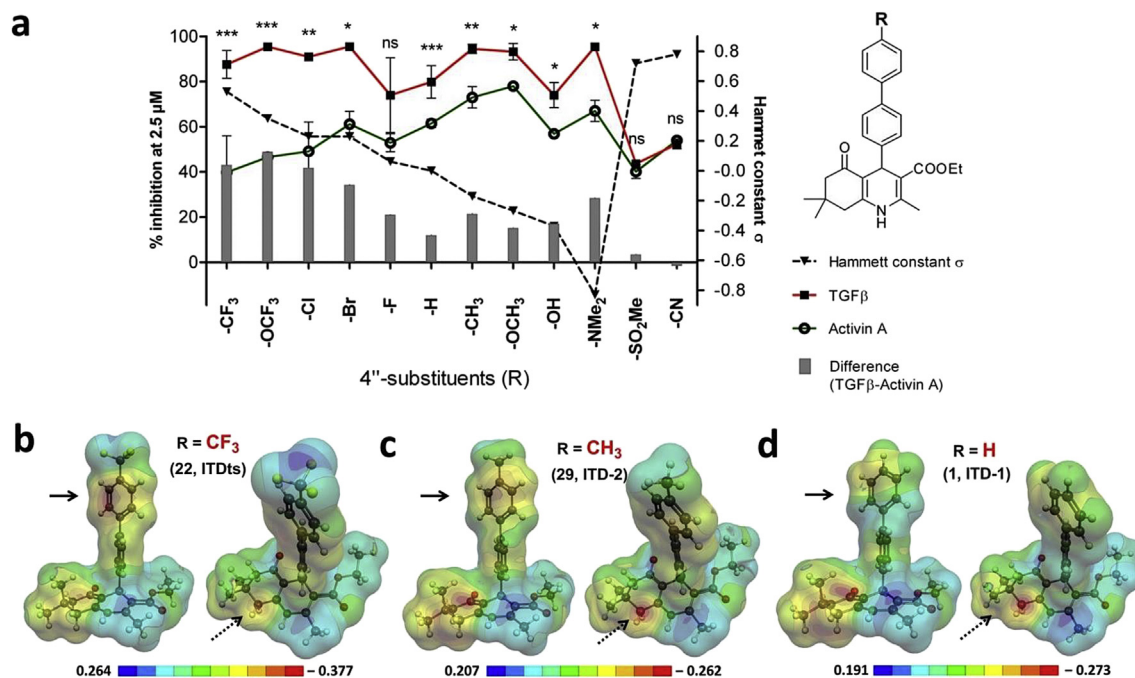 a
*** *** ** * ns *** ** * * * ns ns
100
80
60
40
20
0
% inhibition at 2.5 µM
0.8
0.6
0.4
0.2
-0.0
-0.2
-0.4
-0.6
-0.8
Hammet constant σ
-CF3
-OCF3
-Cl
-Br
-F
-H
-CH3
-OCH3
-OH
-NMe2
-SO2Me
-CN
4"-substituents (R)
R
O
COOEt
N
H
Hammett constant σ
TGFβ
Activin A
Difference
(TGFβ-Activin A)
b
R = CF3
(22, ITDts)
0.264
– 0.377
c
R = CH3
(29, ITD-2)
0.207
– 0.262
d
R = H
(1, ITD-1)
0.191
– 0.273